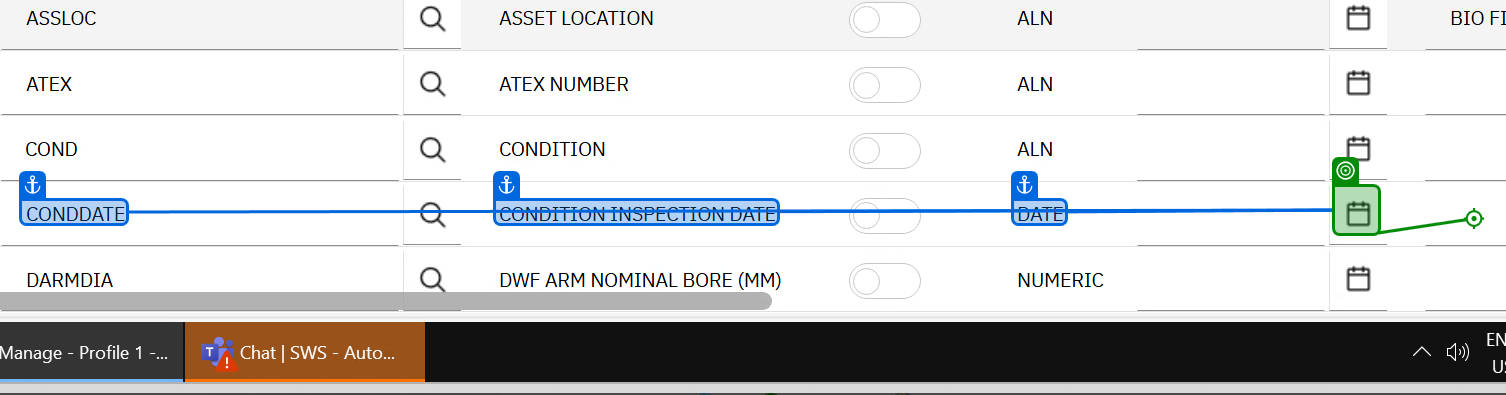 ASSLOC ASSET LOCATION ALN BIO FI
ATEX ATEX NUMBER ALN
COND CONDITION ALN
CONDDATE CONDITION INSPECTION DATE DATE
DARMDIA DWF ARM NOMINAL BORE (MM) NUMERIC
Manage - Profile 1 -... Chat | SWS - Auto... EN
US